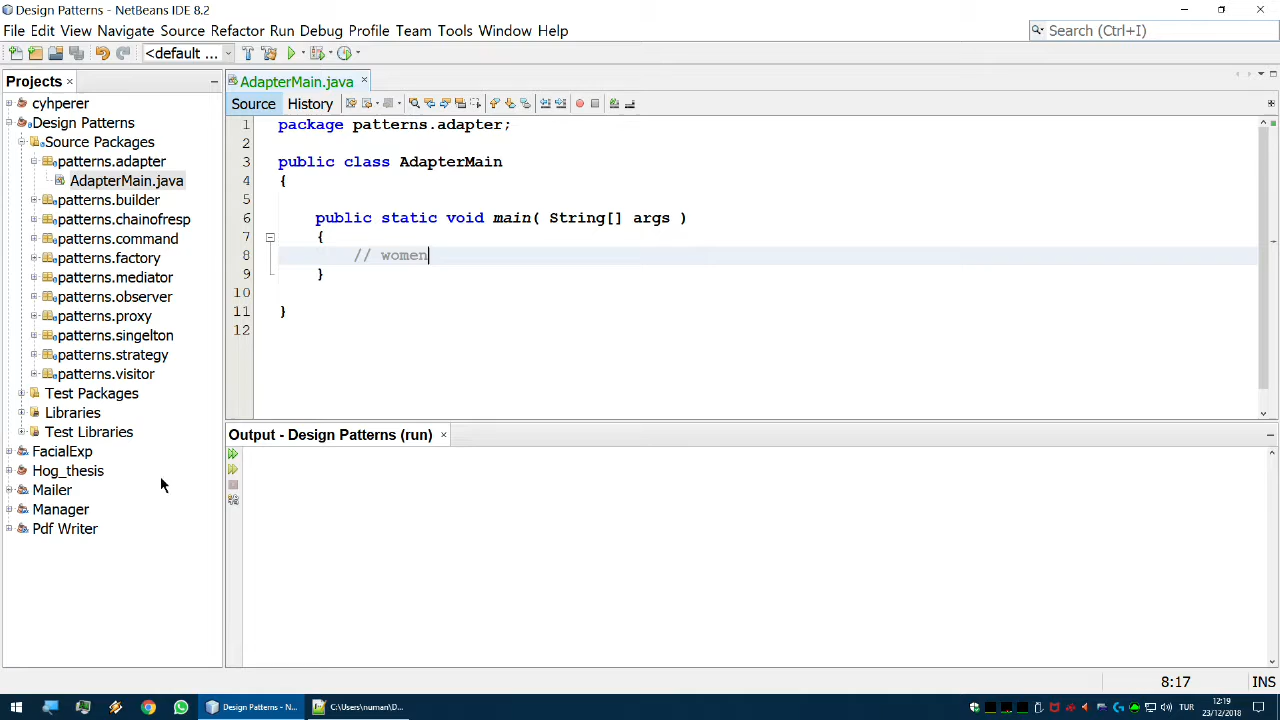 Design Patterns - NetBeans IDE 8.2
File Edit View Navigate Source Refactor Run Debug Profile Team Tools Window Help
Search (Ctrl+I)
<default ...
Projects
cyhperer
Design Patterns
Source Packages
patterns.adapter
AdapterMain.java
patterns.builder
patterns.chainofresp
patterns.command
patterns.factory
patterns.mediator
patterns.observer
patterns.proxy
patterns.singelton
patterns.strategy
patterns.visitor
Test Packages
Libraries
Test Libraries
FacialExp
Hog_thesis
Mailer
Manager
Pdf Writer
AdapterMain.java
Source History
1 package patterns.adapter;
2
3 public class AdapterMain
4 {
5
6 public static void main( String[] args )
7 {
8 // women
9 }
10
11 }
12
Output - Design Patterns (run)
8:17 INS
Design Patterns - N...
C:\Users\numan\D...
TUR
12:19
23/12/2018